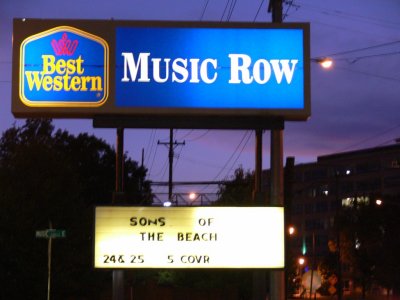 Best
Western
MUSIC ROW
SONS OF
THE BEACH
24 & 25 5 COVR